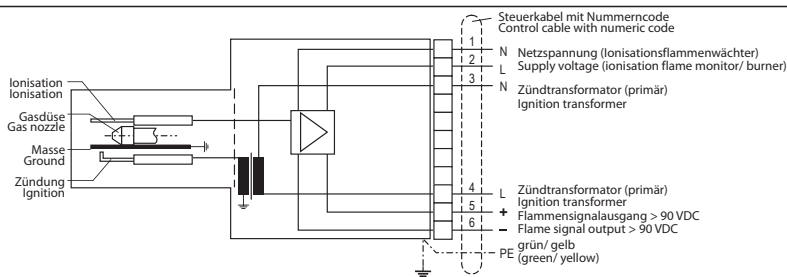 Steuerkabel mit Nummerncode
Control cable with numeric code
1
N Netzspannung (Ionisationsflammenwächter)
2
L Supply voltage (ionisation flame monitor/ burner)
3
N Zündtransformator (primär)
Ignition transformer
Ionisation
Ionisation
Gasdüse
Gas nozzle
Masse
Ground
Zündung
Ignition
4
L Zündtransformator (primär)
Ignition transformer
5
+ Flammensignalausgang > 90 VDC
6
– Flame signal output > 90 VDC
PE grün/ gelb
(green/ yellow)